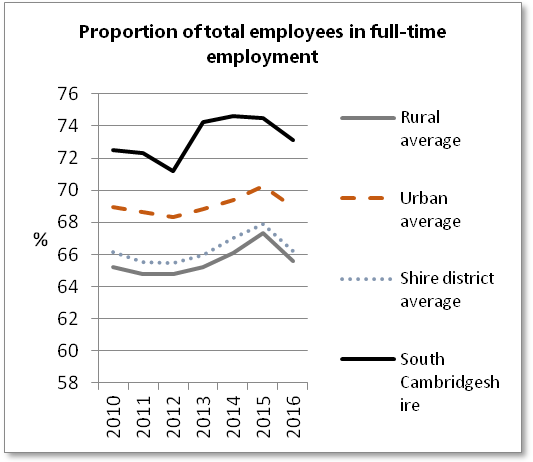 Proportion of total employees in full-time
employment
76
74
72
70
68
66
64
62
60
58
%
2010
2011
2012
2013
2014
2015
2016
Rural
average
Urban
average
Shire district
average
South
Cambridgesh
ire